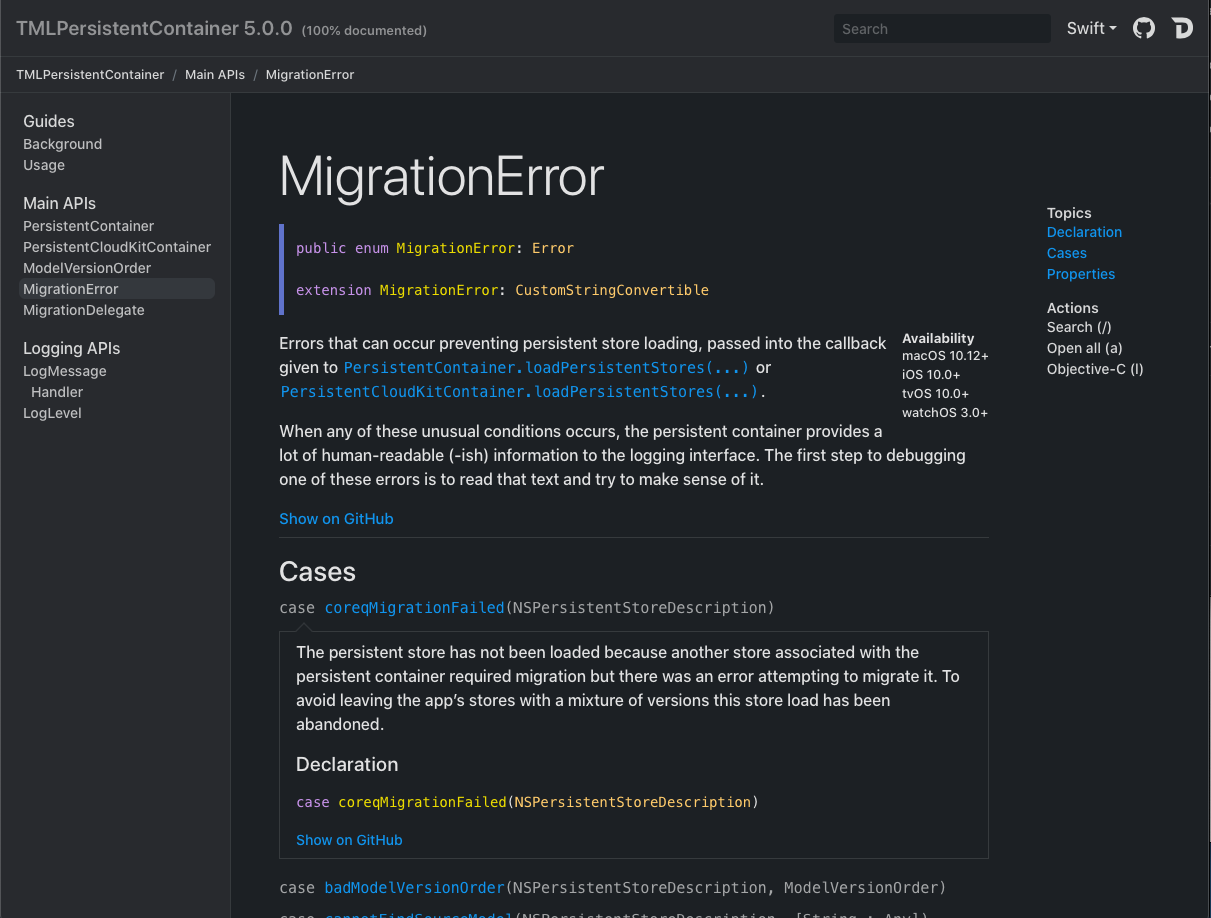 TMLPersistentContainer 5.0.0 (100% documented)
Search
Swift
TMLPersistentContainer / Main APIs / MigrationError
Guides
Background
Usage
Main APIs
PersistentContainer
PersistentCloudKitContainer
ModelVersionOrder
MigrationError
MigrationDelegate
Logging APIs
LogMessage
Handler
LogLevel
MigrationError
public enum MigrationError: Error
extension MigrationError: CustomStringConvertible
Errors that can occur preventing persistent store loading, passed into the callback
given to PersistentContainer.loadPersistentStores(...) or
PersistentCloudKitContainer.loadPersistentStores(...).
Availability
macOS 10.12+
iOS 10.0+
tvOS 10.0+
watchOS 3.0+
When any of these unusual conditions occurs, the persistent container provides a
lot of human-readable (-ish) information to the logging interface. The first step to debugging
one of these errors is to read that text and try to make sense of it.
Show on GitHub
Cases
case coreqMigrationFailed(NSPersistentStoreDescription)
The persistent store has not been loaded because another store associated with the
persistent container required migration but there was an error attempting to migrate it. To
avoid leaving the app’s stores with a mixture of versions this store load has been
abandoned.
Declaration
case coreqMigrationFailed(NSPersistentStoreDescription)
Show on GitHub
case badModelVersionOrder(NSPersistentStoreDescription, ModelVersionOrder)
case cannotFindSourceModel(NSPersistentStoreDescription, [String : Any])
Topics
Declaration
Cases
Properties
Actions
Search (/)
Open all (a)
Objective-C (l)